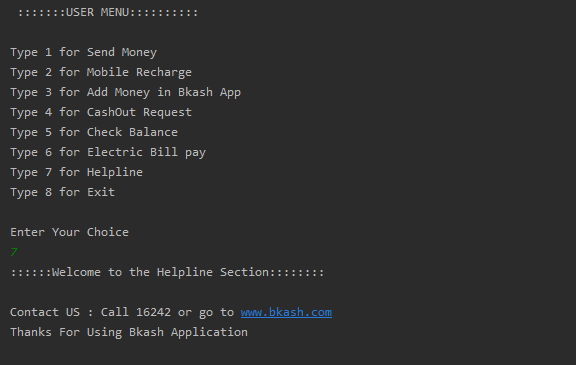 :::::::USER MENU::::::::::
Type 1 for Send Money
Type 2 for Mobile Recharge
Type 3 for Add Money in Bkash App
Type 4 for CashOut Request
Type 5 for Check Balance
Type 6 for Electric Bill pay
Type 7 for Helpline
Type 8 for Exit
Enter Your Choice
7
::::::Welcome to the Helpline Section::::::::
Contact US : Call 16242 or go to www.bkash.com
Thanks For Using Bkash Application